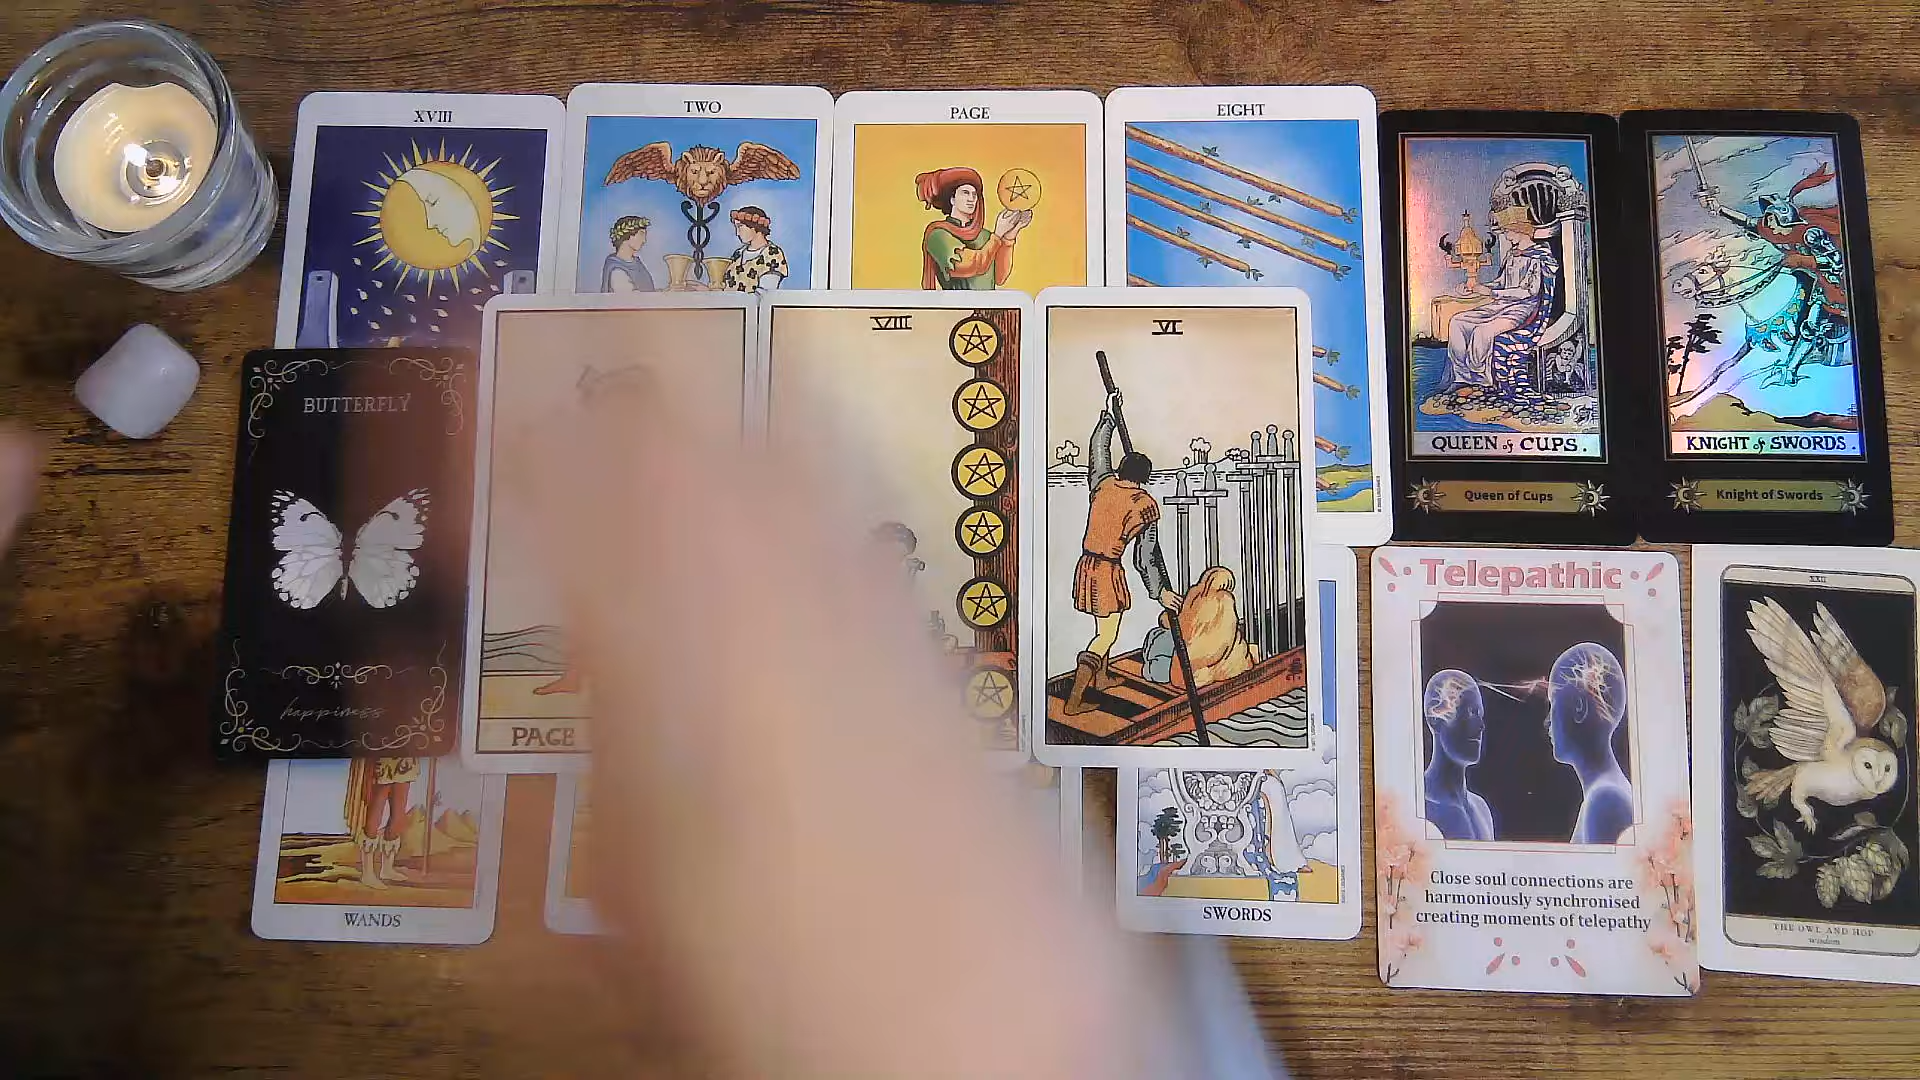 XVIII
TWO
PAGE
EIGHT
QUEEN of CUPS.
Queen of Cups
KNIGHT of SWORDS.
Knight of Swords
BUTTERFLY
happiness
PAGE
VIII
VI
WANDS
SWORDS
Telepathic
Close soul connections are
harmoniously synchronised
creating moments of telepathy
XXII
THE OWL AND HOP
wisdom